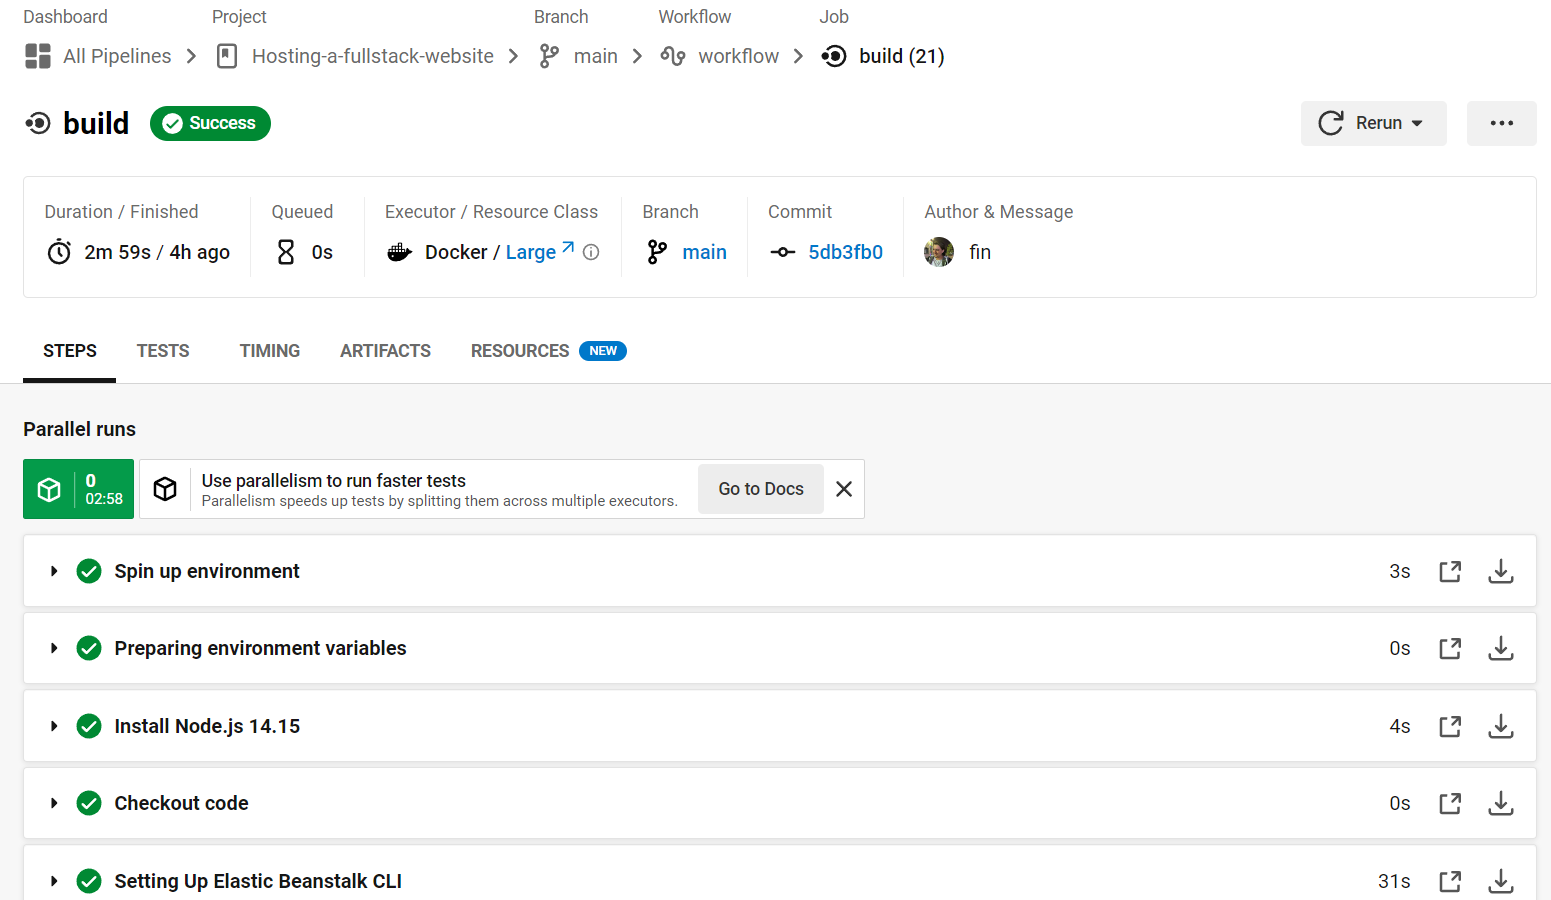 Dashboard Project Branch Workflow Job
All Pipelines Hosting-a-fullstack-website main workflow build (21)
build Success Rerun
Duration / Finished Queued Executor / Resource Class Branch Commit Author & Message
2m 59s / 4h ago 0s Docker / Large main 5db3fb0 fin
STEPS TESTS TIMING ARTIFACTS RESOURCES NEW
Parallel runs
0
02:58
Use parallelism to run faster tests
Parallelism speeds up tests by splitting them across multiple executors.
Go to Docs
Spin up environment 3s
Preparing environment variables 0s
Install Node.js 14.15 4s
Checkout code 0s
Setting Up Elastic Beanstalk CLI 31s